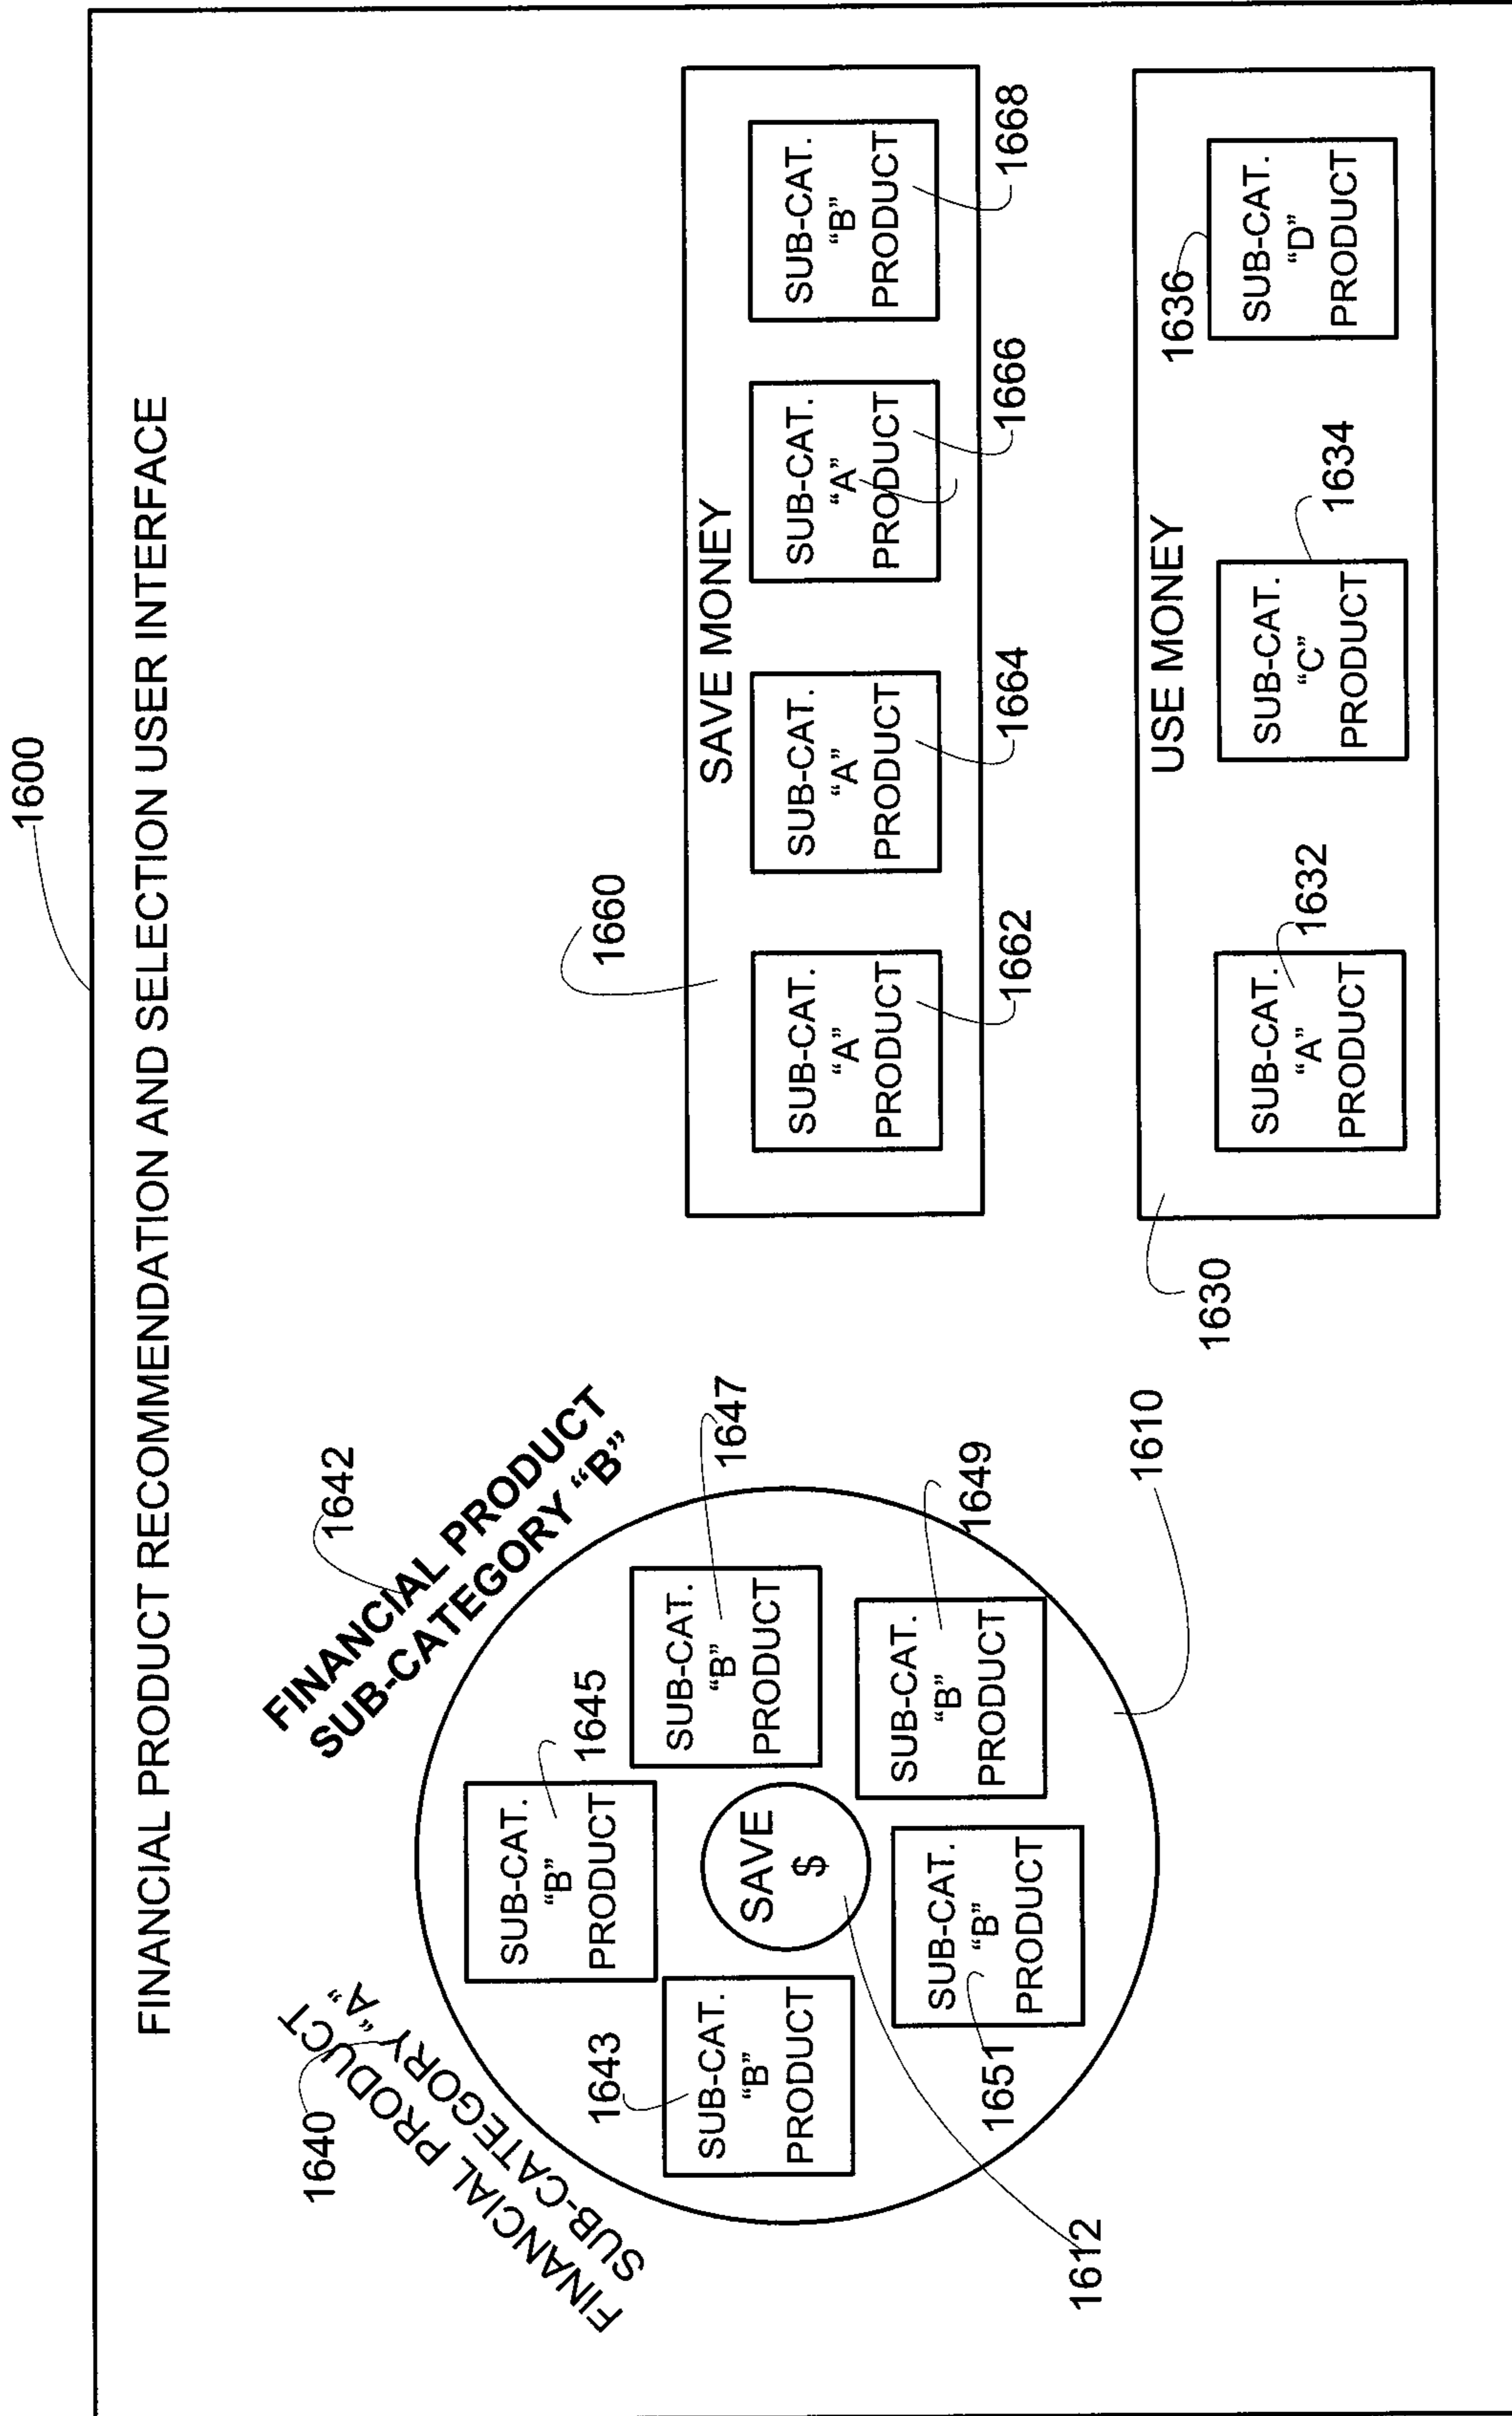 1600
FINANCIAL PRODUCT RECOMMENDATION AND SELECTION USER INTERFACE
1640
FINANCIAL PRODUCT
SUB-CATEGORY “A”
1642
FINANCIAL PRODUCT
SUB-CATEGORY “B”
1643
SUB-CAT.
“B”
PRODUCT
SUB-CAT.
“B”
PRODUCT
1645
SUB-CAT.
“B”
PRODUCT
1647
SUB-CAT.
“B”
PRODUCT
1649
SUB-CAT.
“B”
PRODUCT
1651
SAVE
$
1612
1610
1660
SAVE MONEY
SUB-CAT.
“A”
PRODUCT
1662
SUB-CAT.
“A”
PRODUCT
1664
SUB-CAT.
“A”
PRODUCT
1666
SUB-CAT.
“B”
PRODUCT
1668
1630
USE MONEY
SUB-CAT.
“A”
PRODUCT
1632
SUB-CAT.
“C”
PRODUCT
1634
1636
SUB-CAT.
“D”
PRODUCT